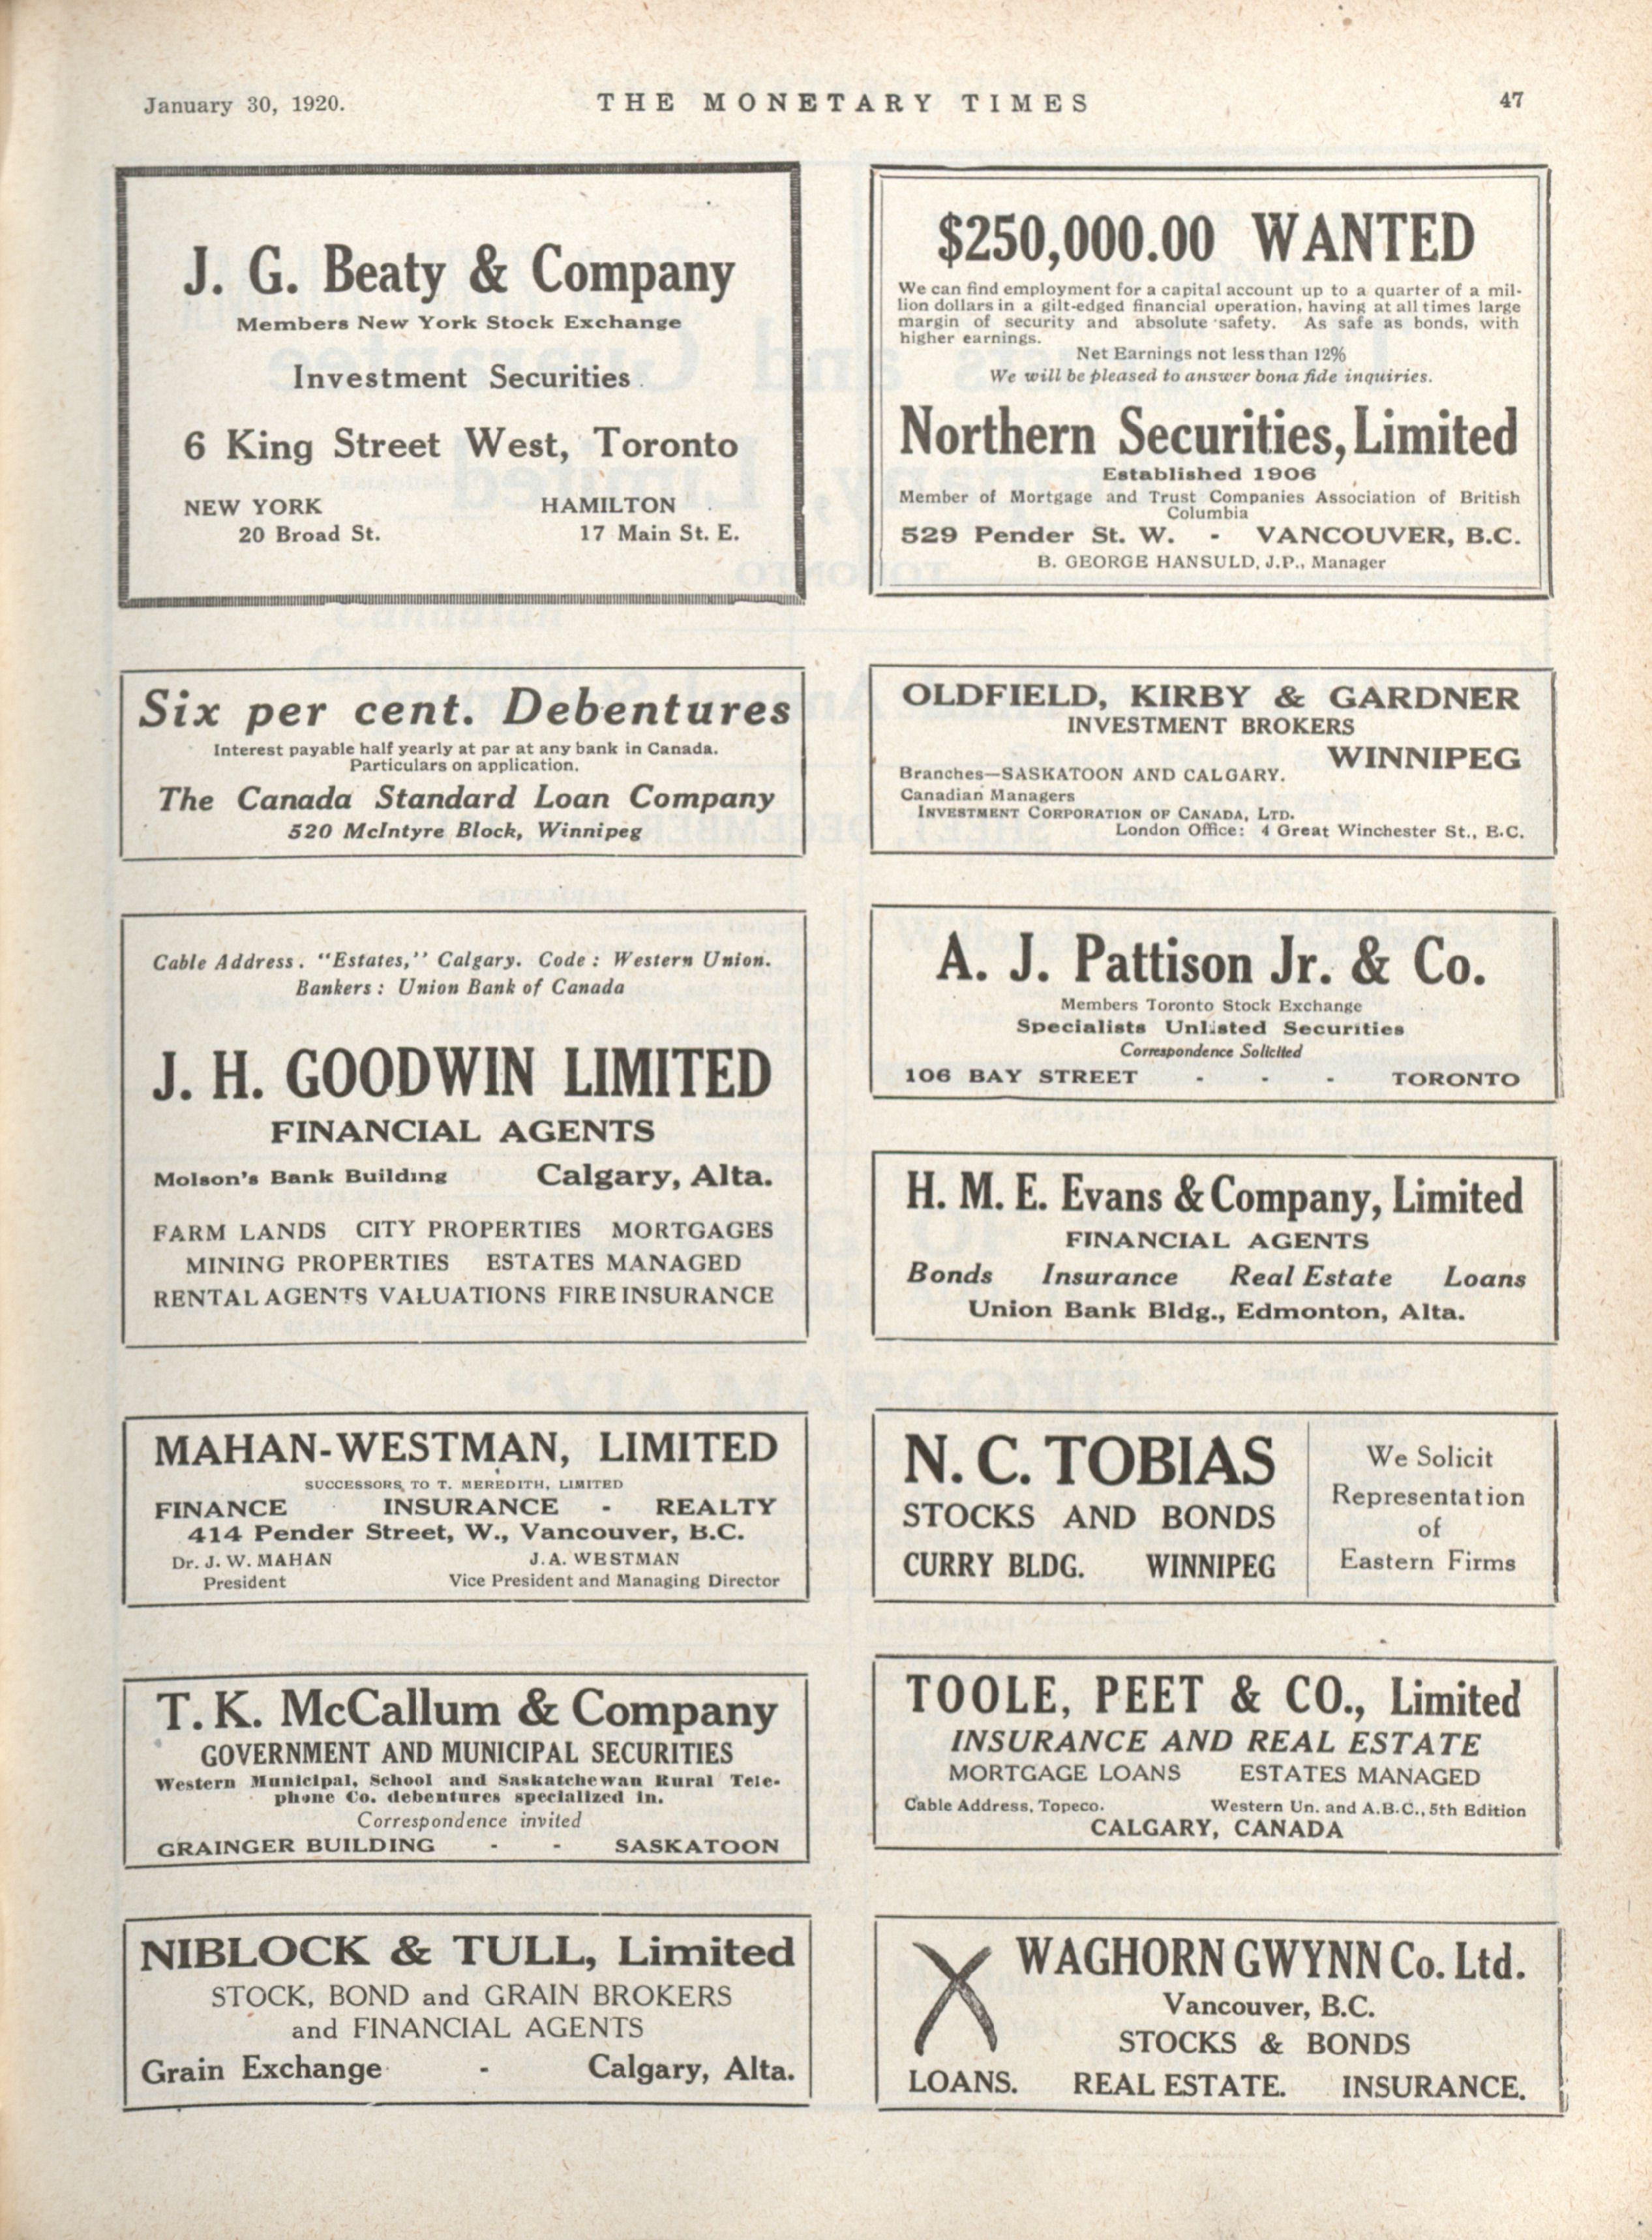 January 30, 1920.
THE MONETARY TIMES
47
J. G. Beaty & Company
Members New York Stock Exchange
Investment Securities
6 King Street West, Toronto
NEW YORK HAMILTON
20 Broad St. 17 Main St. E.
$250,000.00 WANTED
We can find employment for a capital account up to a quarter of a mil-
lion dollars in a gilt-edged financial operation, having at all times large
margin of security and absolute safety. As safe as bonds, with
higher earnings.
Net Earnings not less than 12%
We will be pleased to answer bona fide inquiries.
Northern Securities, Limited
Established 1906
Member of Mortgage and Trust Companies Association of British
Columbia
529 Pender St. W. - VANCOUVER, B.C.
B. GEORGE HANSULD, J.P., Manager
Six per cent. Debentures
Interest payable half yearly at par at any bank in Canada.
Particulars on application.
The Canada Standard Loan Company
520 McIntyre Block, Winnipeg
OLDFIELD, KIRBY & GARDNER
INVESTMENT BROKERS
WINNIPEG
Branches—SASKATOON AND CALGARY.
Canadian Managers
INVESTMENT CORPORATION OF CANADA, LTD.
London Office: 4 Great Winchester St., E.C.
Cable Address. "Estates," Calgary. Code: Western Union.
Bankers: Union Bank of Canada
J. H. GOODWIN LIMITED
FINANCIAL AGENTS
Molson's Bank Building Calgary, Alta.
FARM LANDS CITY PROPERTIES MORTGAGES
MINING PROPERTIES ESTATES MANAGED
RENTAL AGENTS VALUATIONS FIRE INSURANCE
A. J. Pattison Jr. & Co.
Members Toronto Stock Exchange
Specialists Unlisted Securities
Correspondence Solicited
106 BAY STREET - - - TORONTO
H. M. E. Evans & Company, Limited
FINANCIAL AGENTS
Bonds Insurance Real Estate Loans
Union Bank Bldg., Edmonton, Alta.
MAHAN-WESTMAN, LIMITED
SUCCESSORS TO T. MEREDITH, LIMITED
FINANCE INSURANCE - REALTY
414 Pender Street, W., Vancouver, B.C.
Dr. J. W. MAHAN J. A. WESTMAN
President Vice President and Managing Director
N. C. TOBIAS
STOCKS AND BONDS
CURRY BLDG. WINNIPEG
We Solicit
Representation
of
Eastern Firms
T. K. McCallum & Company
GOVERNMENT AND MUNICIPAL SECURITIES
Western Municipal, School and Saskatchewan Rural Tele-
phone Co. debentures specialized in.
Correspondence invited
GRAINGER BUILDING - - SASKATOON
TOOLE, PEET & CO., Limited
INSURANCE AND REAL ESTATE
MORTGAGE LOANS ESTATES MANAGED
Cable Address, Topeco. Western Un. and A.B.C., 5th Edition
CALGARY, CANADA
NIBLOCK & TULL, Limited
STOCK, BOND and GRAIN BROKERS
and FINANCIAL AGENTS
Grain Exchange - Calgary, Alta.
X
WAGHORN GWYNN Co. Ltd.
Vancouver, B.C.
STOCKS & BONDS
LOANS. REAL ESTATE. INSURANCE.